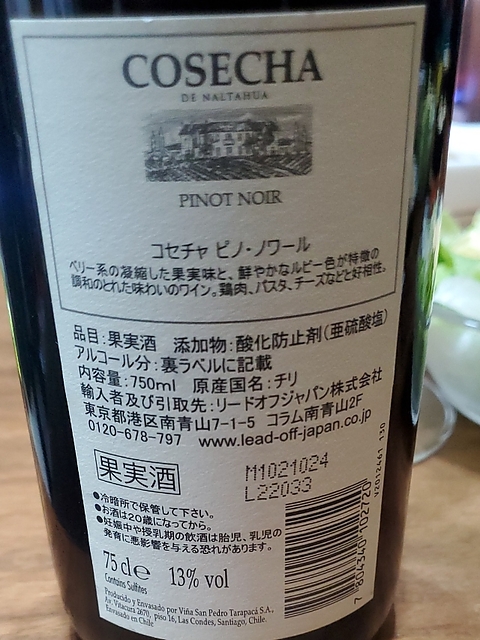 COSECHA
DE NALTAHUA
PINOT NOIR
コセチャ ピノ・ノワール
ベリー系の凝縮した果実味と、鮮やかなルビー色が特徴の
調和のとれた味わいのワイン。鶏肉、パスタ、チーズなどと好相性。
品目:果実酒 添加物:酸化防止剤(亜硫酸塩)
アルコール分:裏ラベルに記載
内容量:750ml 原産国名:チリ
輸入者及び引取先:リードオフジャパン株式会社
東京都港区南青山7-1-5 コラム南青山2F
0120-678-797 www.lead-off-japan.co.jp
果実酒
M1021024
L22033
●冷暗所で保管して下さい。
●お酒は20歳になってから。
●妊娠中や授乳期の飲酒は胎児、乳児の
発育に悪影響を与える恐れがあります。
75 cl e 13% vol
Contains Sulfites
Producido y Envasado por Viña San Pedro Tarapacá S.A.,
Av. Vitacura 2670, piso 16, Las Condes, Santiago, Chile.
Envasado en Chile